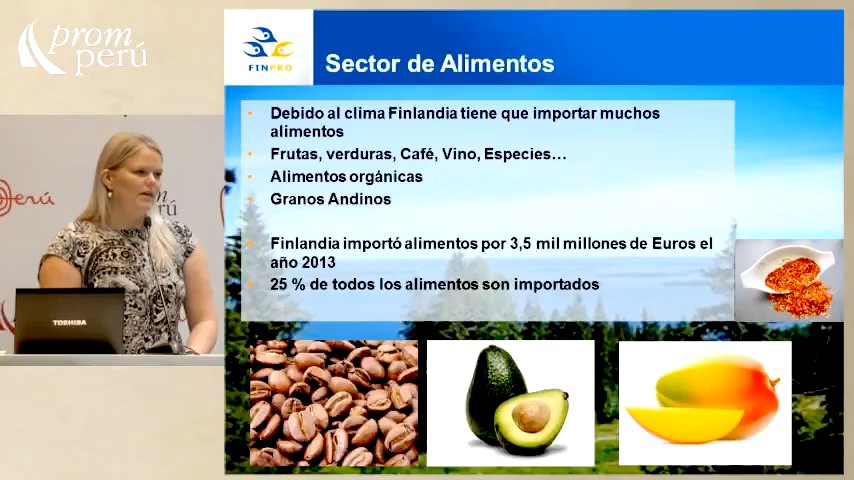 prom
perú
FINPRO
Sector de Alimentos
Debido al clima Finlandia tiene que importar muchos
alimentos
Frutas, verduras, Café, Vino, Especies...
Alimentos orgánicas
Granos Andinos
Finlandia importó alimentos por 3,5 mil millones de Euros el
año 2013
25 % de todos los alimentos son importados
TOSHIBA